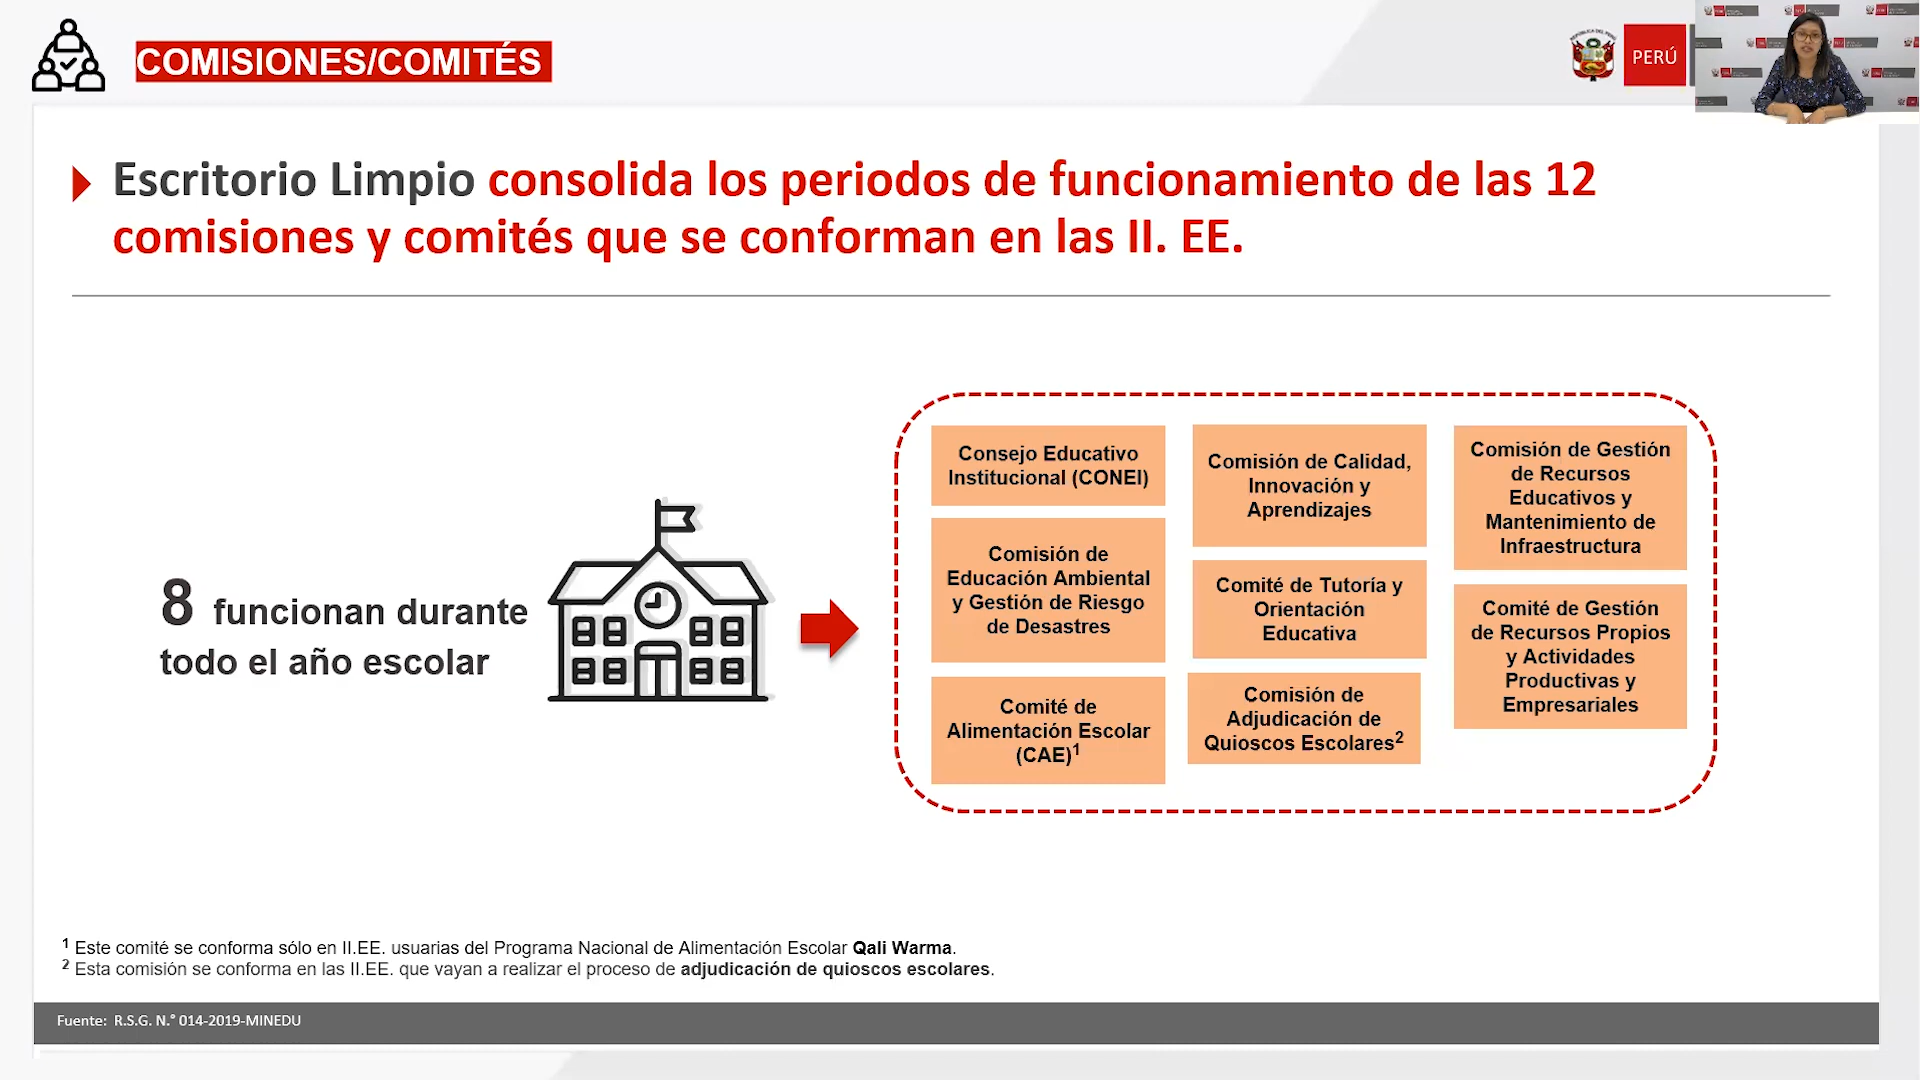 COMISIONES/COMITÉS
PERÚ
Escritorio Limpio consolida los periodos de funcionamiento de las 12
comisiones y comités que se conforman en las II. EE.
8 funcionan durante
todo el año escolar
Consejo Educativo
Institucional (CONEI)
Comisión de
Educación Ambiental
y Gestión de Riesgo
de Desastres
Comité de
Alimentación Escolar
(CAE)1
Comisión de Calidad,
Innovación y
Aprendizajes
Comité de Tutoría y
Orientación
Educativa
Comisión de
Adjudicación de
Quioscos Escolares2
Comisión de Gestión
de Recursos
Educativos y
Mantenimiento de
Infraestructura
Comité de Gestión
de Recursos Propios
y Actividades
Productivas y
Empresariales
1 Este comité se conforma sólo en II.EE. usuarias del Programa Nacional de Alimentación Escolar Qali Warma.
2 Esta comisión se conforma en las II.EE. que vayan a realizar el proceso de adjudicación de quioscos escolares.
Fuente: R.S.G. N.° 014-2019-MINEDU